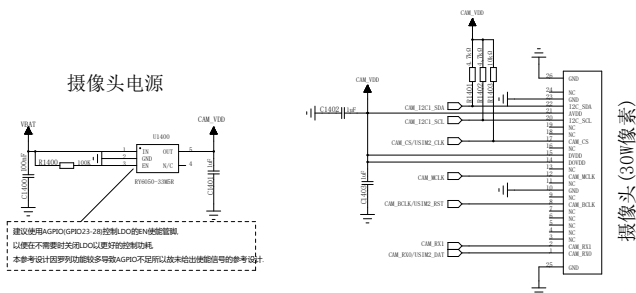 摄像头电源
VBAT
CAM_VDD
U1400
IN
OUT
GND
EN
N/C
1
2
3
5
4
RY6050-33M5R
R1400
100K
C1400
100nF
C1401
1uF
建议使用AGPIO(GPIO23-28)控制LDO的EN使能管脚,
以便在不需要时关闭LDO以更好的控制功耗,
本参考设计因罗列功能较多导致AGPIO不足所以故未给出使能信号的参考设计.
CAM_VDD
4.7kΩ
4.7kΩ
10kΩ
R1401
R1402
R1403
CAM_VDD
C1402
1uF
C1403
1uF
CAM_I2C1_SDA
CAM_I2C1_SCL
CAM_CS/USIM2_CLK
CAM_MCLK
CAM_BCLK/USIM2_RST
CAM_RX1
CAM_RX0/USIM2_DAT
26
GND
24
NC
23
GND
22
I2C_SDA
21
AVDD
20
I2C_SCL
19
NC
18
NC
17
CAM_CS
16
NC
15
DVDD
14
DOVDD
13
NC
12
CAM_MCLK
11
NC
10
GND
9
NC
8
CAM_BCLK
7
NC
6
NC
5
NC
4
NC
3
NC
2
CAM_RX1
1
CAM_RX0
25
GND
摄像头(30W像素)